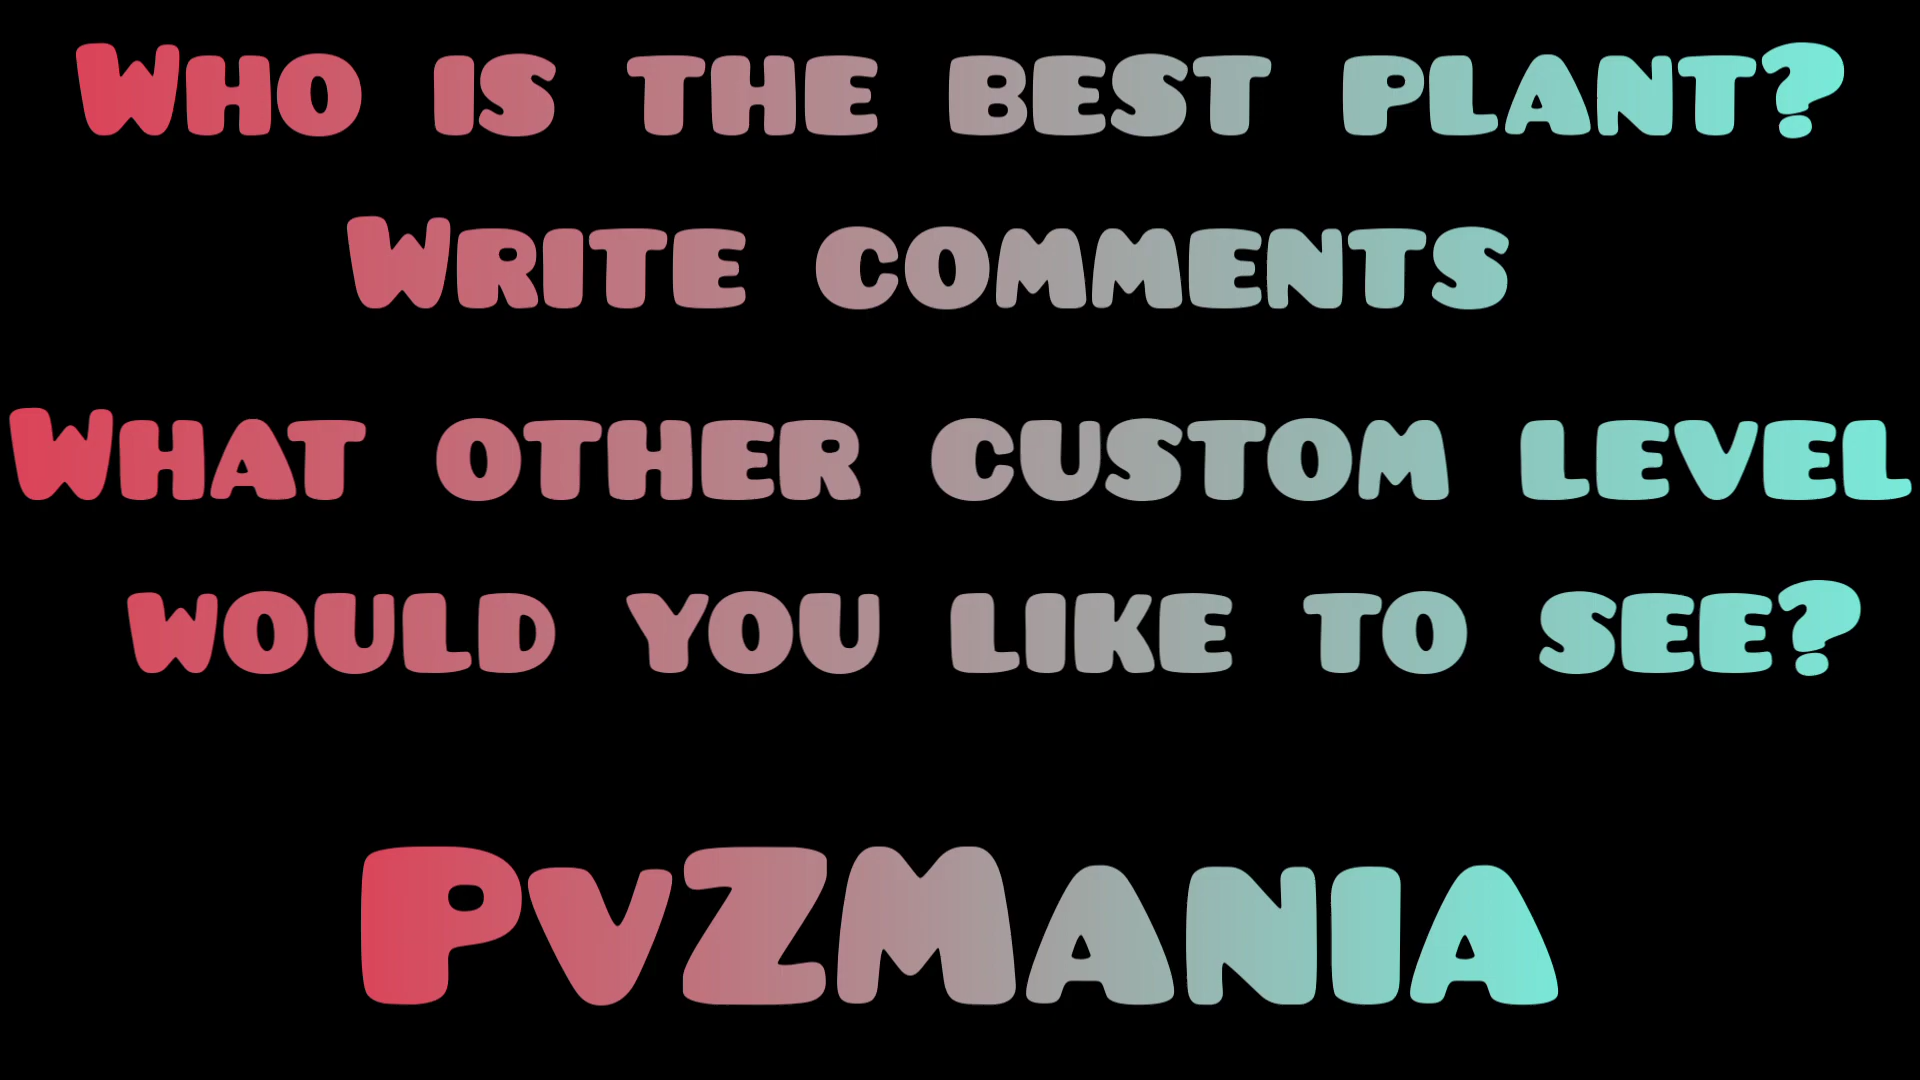 Who is the best plant?
Write comments
What other custom level
would you like to see?
PvZMania